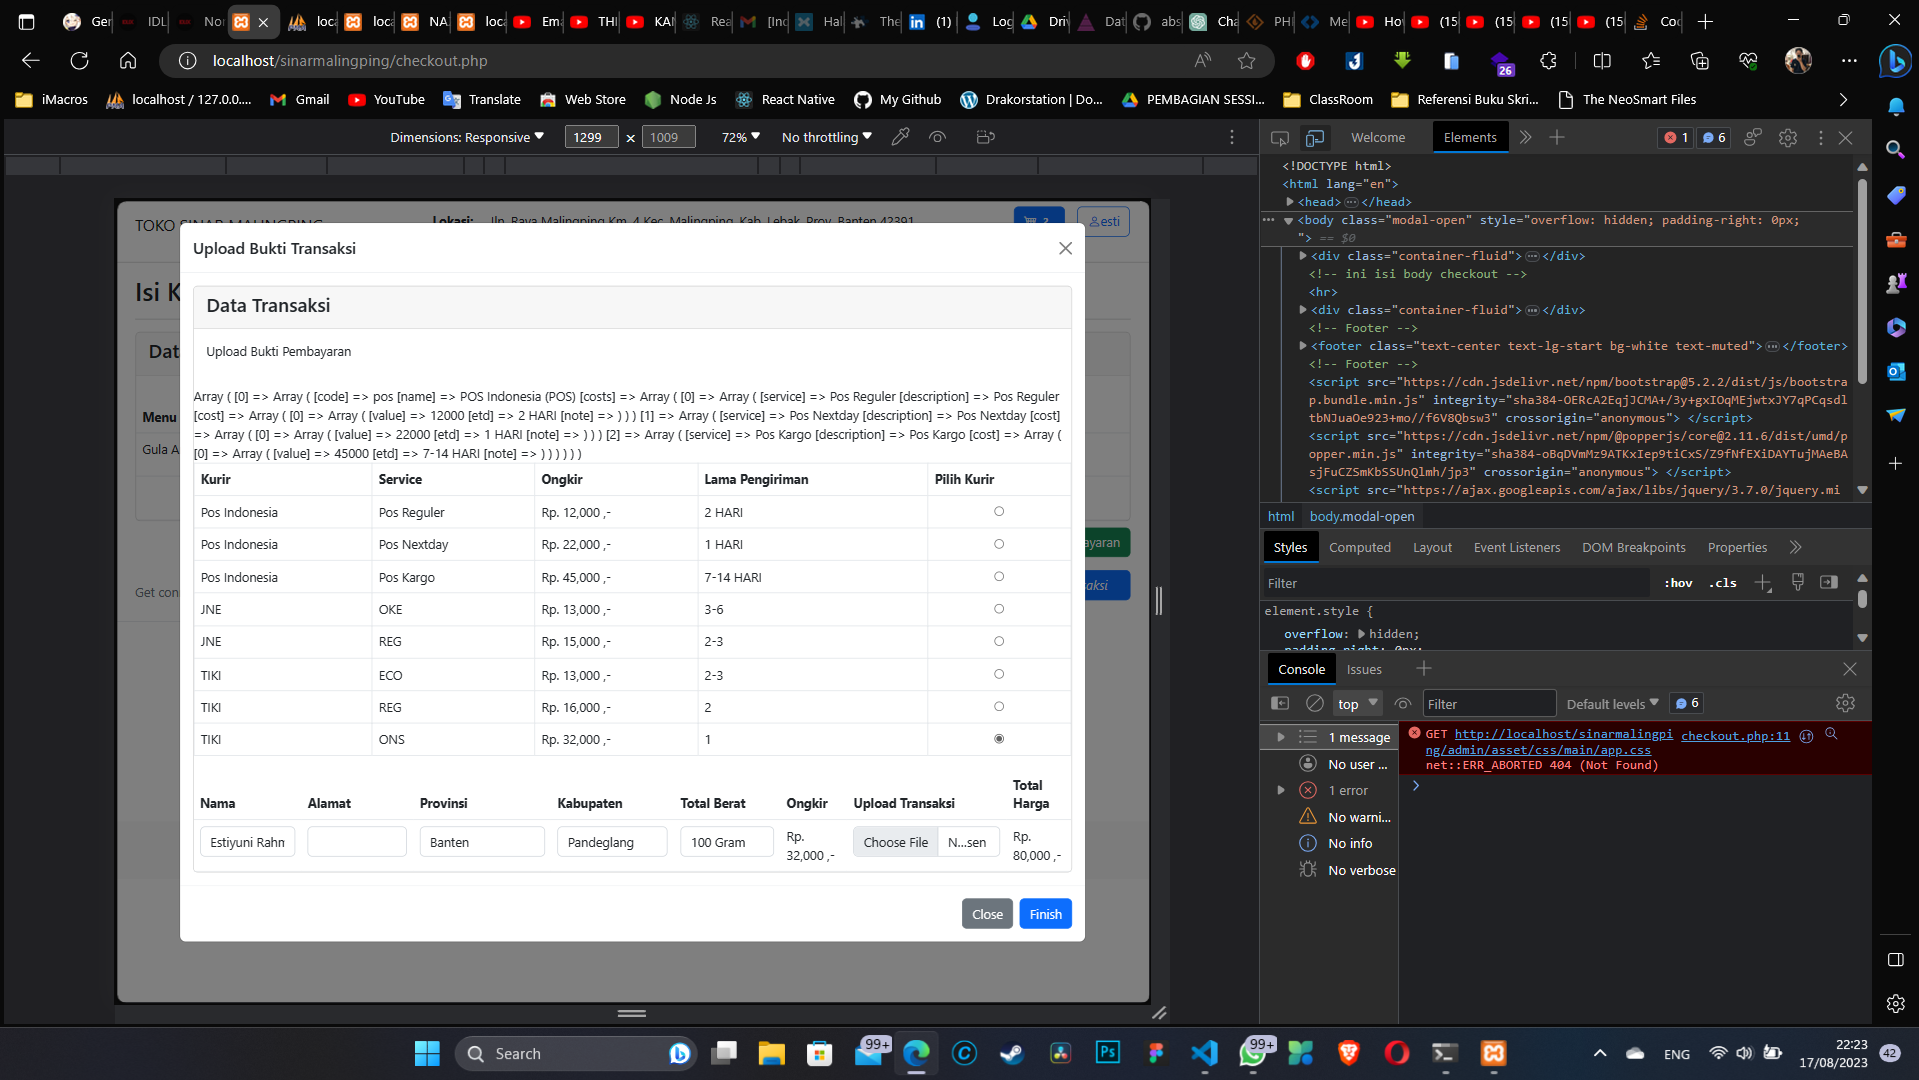 Ger
IDL
Nor
loca
loca
NA
loca
Em
THI
KAI
Rea
[Inc
Hal
The
(1)
Log
Driv
Dat
abs
Cha
PHI
Me
Hov
(15
(15
(15
(15
Coc
localhost/sinarmalingping/checkout.php
26
iMacros
localhost / 127.0.0....
Gmail
YouTube
Translate
Web Store
Node Js
React Native
My Github
Drakorstation | Do...
PEMBAGIAN SESSI...
ClassRoom
Referensi Buku Skri...
The NeoSmart Files
Dimensions: Responsive
1299
x
1009
72%
No throttling
Welcome
Elements
1
6
TOKO SINAR MALINGPING
Lokasi:
Jln. Raya Malingping Km. 4 Kec. Malingping, Kab. Lebak, Prov. Banten 42391
esti
Isi K
Dat
Menu
Gula A
ayaran
ksi
Get con
Upload Bukti Transaksi
Data Transaksi
Upload Bukti Pembayaran
Array ( [0] => Array ( [code] => pos [name] => POS Indonesia (POS) [costs] => Array ( [0] => Array ( [service] => Pos Reguler [description] => Pos Reguler
[cost] => Array ( [0] => Array ( [value] => 12000 [etd] => 2 HARI [note] => ) ) ) [1] => Array ( [service] => Pos Nextday [description] => Pos Nextday [cost]
=> Array ( [0] => Array ( [value] => 22000 [etd] => 1 HARI [note] => ) ) ) [2] => Array ( [service] => Pos Kargo [description] => Pos Kargo [cost] => Array (
[0] => Array ( [value] => 45000 [etd] => 7-14 HARI [note] => ) ) ) ) ) )
Kurir Service Ongkir Lama Pengiriman Pilih Kurir
Pos Indonesia Pos Reguler Rp. 12,000 ,- 2 HARI
Pos Indonesia Pos Nextday Rp. 22,000 ,- 1 HARI
Pos Indonesia Pos Kargo Rp. 45,000 ,- 7-14 HARI
JNE OKE Rp. 13,000 ,- 3-6
JNE REG Rp. 15,000 ,- 2-3
TIKI ECO Rp. 13,000 ,- 2-3
TIKI REG Rp. 16,000 ,- 2
TIKI ONS Rp. 32,000 ,- 1
Nama Alamat Provinsi Kabupaten Total Berat Ongkir Upload Transaksi Total Harga
Estiyuni Rahm Banten Pandeglang 100 Gram Rp. 32,000 ,- Choose File N...sen Rp. 80,000 ,-
Close
Finish
<!DOCTYPE html>
<html lang="en">
<head> </head>
<body class="modal-open" style="overflow: hidden; padding-right: 0px;
"> == $0
<div class="container-fluid"> </div>
<!-- ini isi body checkout -->
<hr>
<div class="container-fluid"> </div>
<!-- Footer -->
<footer class="text-center text-lg-start bg-white text-muted"> </footer>
<!-- Footer -->
<script src="https://cdn.jsdelivr.net/npm/bootstrap@5.2.2/dist/js/bootstra
p.bundle.min.js" integrity="sha384-OERcA2EqjJCMA+/3y+gxIOqMEjwtxJY7qPCqsdl
tbNJuaOe923+mo//f6V8Qbsw3" crossorigin="anonymous"> </script>
<script src="https://cdn.jsdelivr.net/npm/@popperjs/core@2.11.6/dist/umd/p
opper.min.js" integrity="sha384-oBqDVmMz9ATKxIep9tiCxS/Z9fNfEXiDAYTujMAeBA
sjFuCZSmKbSSUnQlmh/jp3" crossorigin="anonymous"> </script>
<script src="https://ajax.googleapis.com/ajax/libs/jquery/3.7.0/jquery.mi
html
body.modal-open
Styles
Computed
Layout
Event Listeners
DOM Breakpoints
Properties
Filter
:hov
.cls
element.style {
overflow: hidden;
padding-right: 0px;
Console
Issues
top
Filter
Default levels
6
1 message
No user ...
1 error
No warni...
No info
No verbose
GET http://localhost/sinarmalingpi checkout.php:11
ng/admin/asset/css/main/app.css
net::ERR_ABORTED 404 (Not Found)
Search
99+
Ps
99+
ENG
22:23
17/08/2023
42